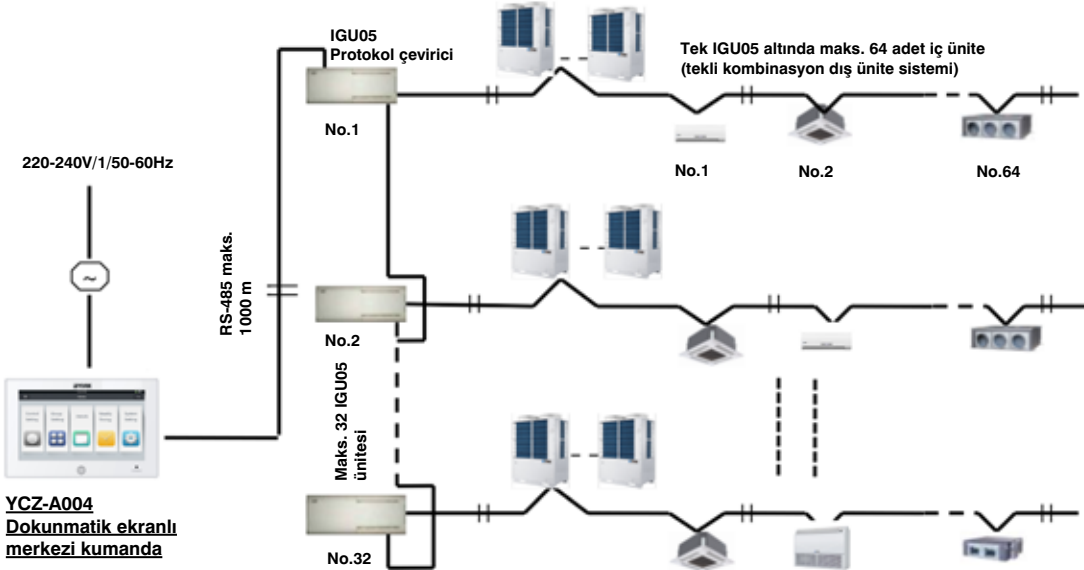 IGU05
Protokol çevirici
Tek IGU05 altında maks. 64 adet iç ünite
(tekli kombinasyon dış ünite sistemi)
No.1
No.1
No.2
No.64
220-240V/1/50-60Hz
RS-485 maks.
1000 m
No.2
Maks. 32 IGU05
ünitesi
YCZ-A004
Dokunmatik ekranlı
merkezi kumanda
No.32